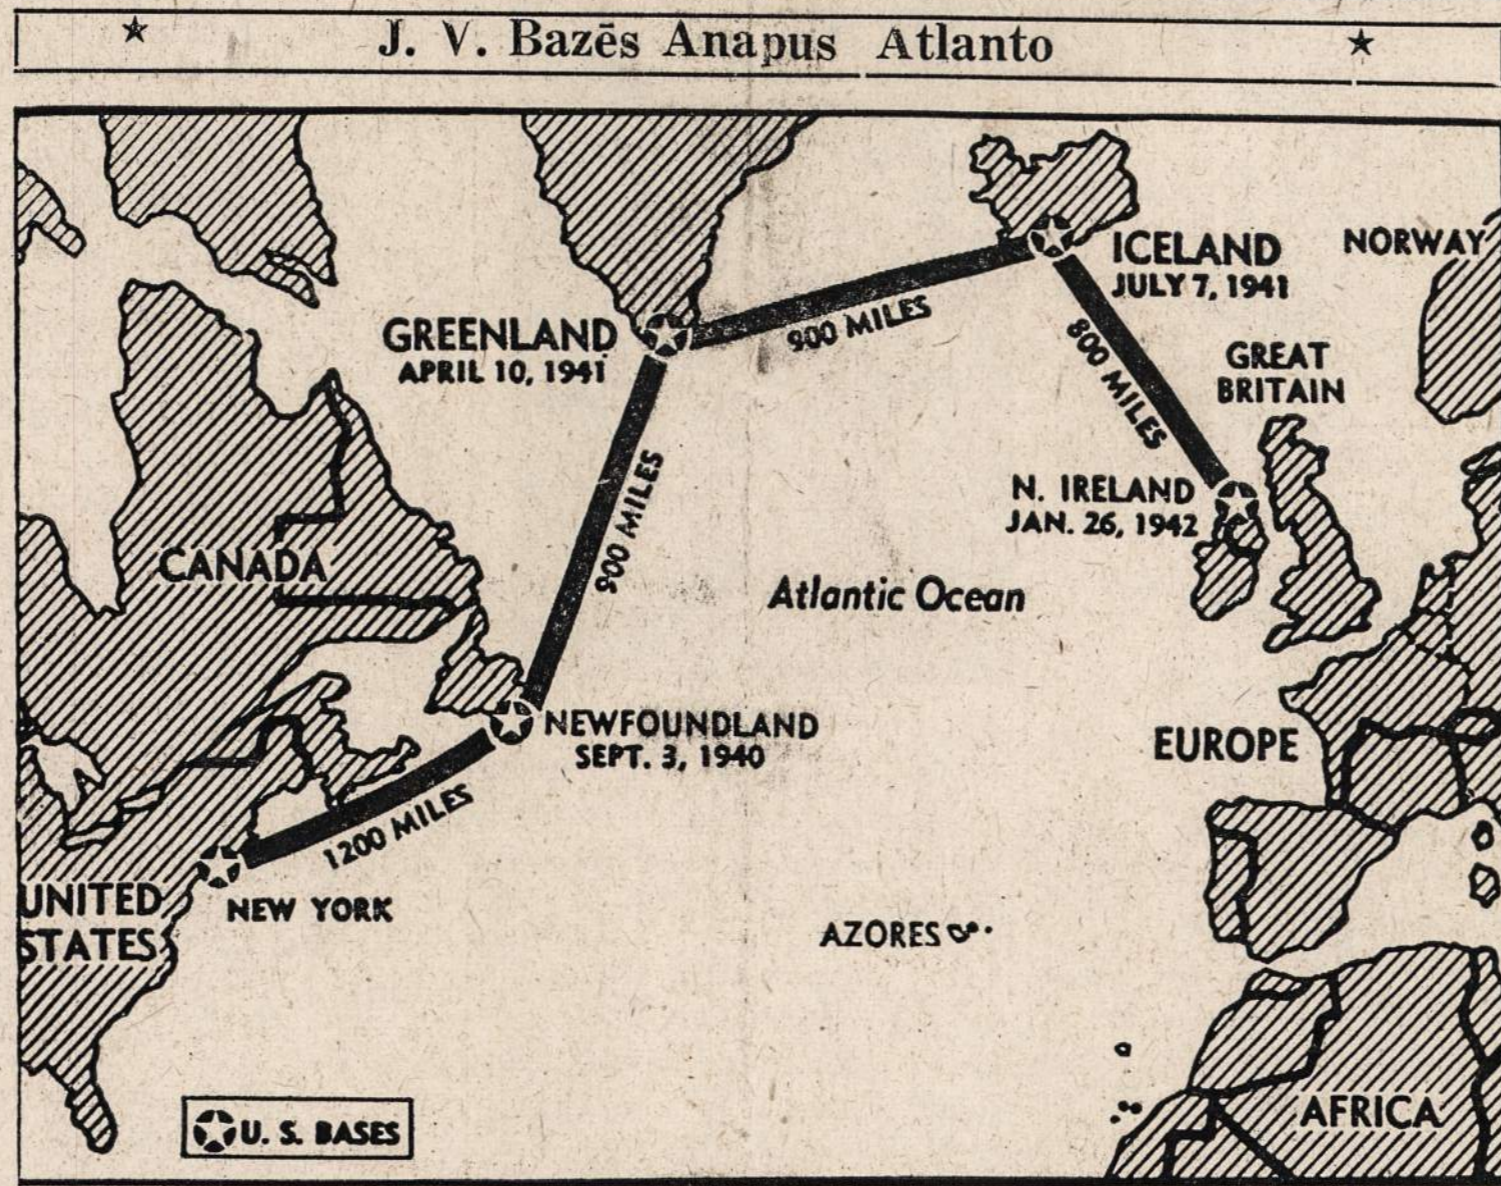 J. V. Bazēs Anapus Atlanto
ICELAND
JULY 7, 1941
NORWAY
GREENLAND
APRIL 10, 1941
900 MILES
800 MILES
GREAT
BRITAIN
900 MILES
N. IRELAND
JAN. 26, 1942
CANADA
Atlantic Ocean
NEWFOUNDLAND
SEPT. 3, 1940
EUROPE
1200 MILES
UNITED
STATES
NEW YORK
AZORES
U. S. BASES
AFRICA